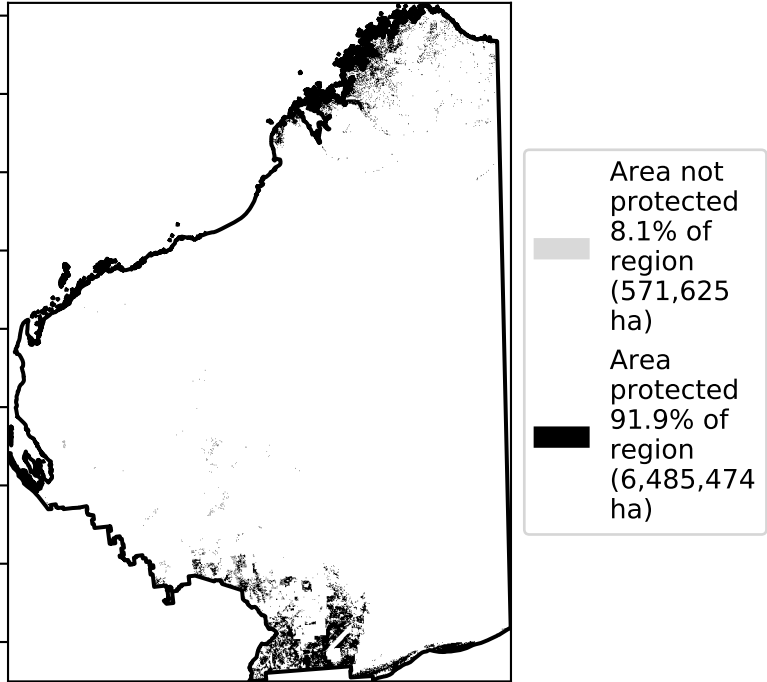 Area not
protected
8.1% of
region
(571,625
ha)
Area
protected
91.9% of
region
(6,485,474
ha)